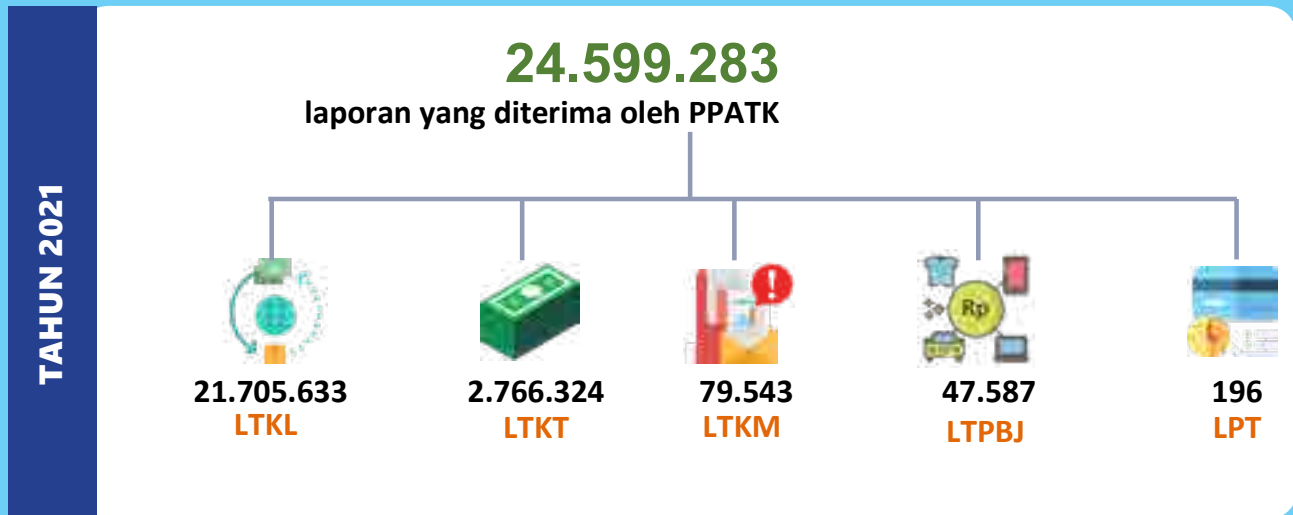 TAHUN 2021
24.599.283
laporan yang diterima oleh PPATK
21.705.633
LTKL
2.766.324
LTKT
79.543
LTKM
Rp
47.587
LTPBJ
196
LPT